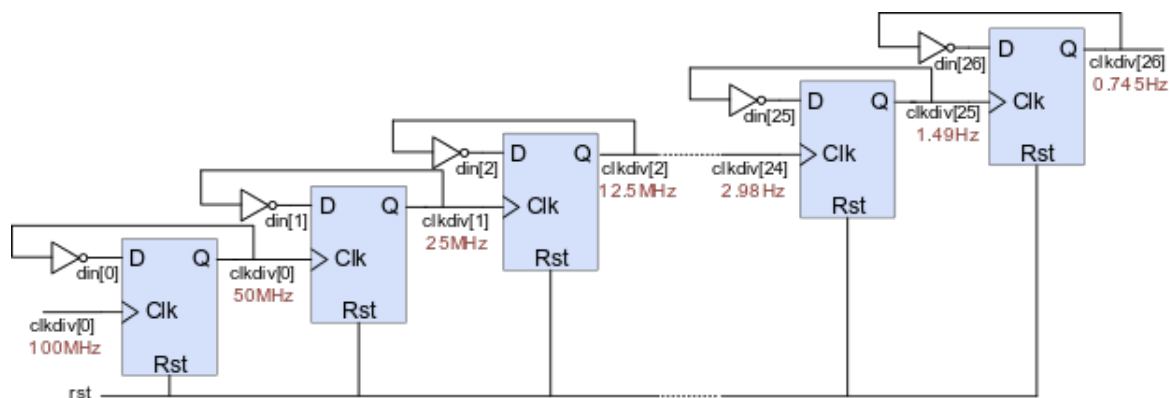 D Q
din[26]
clkdiv[26]
0.745Hz
Clk
Rst
D Q
din[25]
clkdiv[25]
1.49Hz
Clk
Rst
D Q
din[2]
clkdiv[2]
12.5MHz
clkdiv[24]
2.98Hz
Clk
Rst
D Q
din[1]
clkdiv[1]
25MHz
Clk
Rst
D Q
din[0]
clkdiv[0]
50MHz
Clk
clkdiv[0]
100MHz
Rst
rst